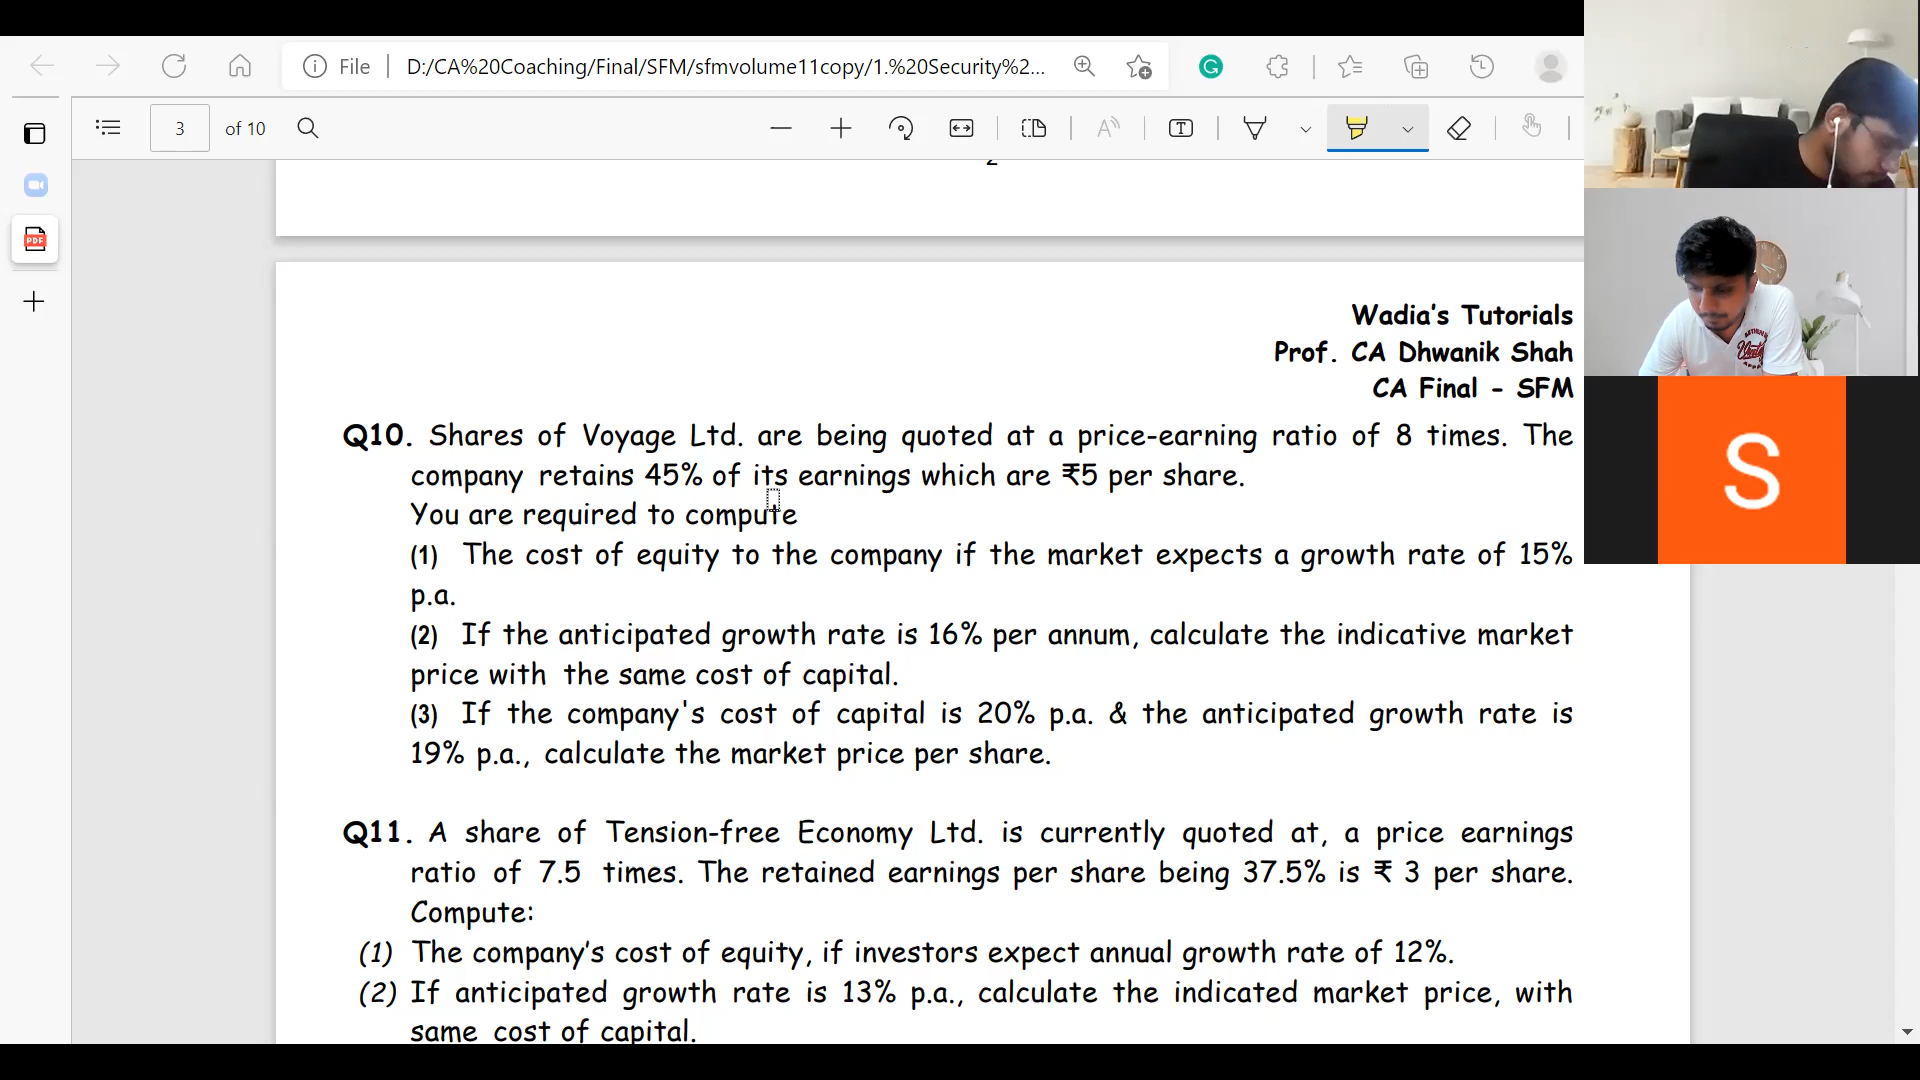 File
D:/CA%20Coaching/Final/SFM/sfmvolume11copy/1.%20Security%2...
3 of 10
2
Wadia's Tutorials
Prof. CA Dhwanik Shah
CA Final - SFM
Q10. Shares of Voyage Ltd. are being quoted at a price-earning ratio of 8 times. The
company retains 45% of its earnings which are ₹5 per share.
You are required to compute
(1) The cost of equity to the company if the market expects a growth rate of 15%
p.a.
(2) If the anticipated growth rate is 16% per annum, calculate the indicative market
price with the same cost of capital.
(3) If the company's cost of capital is 20% p.a. & the anticipated growth rate is
19% p.a., calculate the market price per share.
Q11. A share of Tension-free Economy Ltd. is currently quoted at, a price earnings
ratio of 7.5 times. The retained earnings per share being 37.5% is ₹ 3 per share.
Compute:
(1) The company's cost of equity, if investors expect annual growth rate of 12%.
(2) If anticipated growth rate is 13% p.a., calculate the indicated market price, with
same cost of capital.
S
PDF